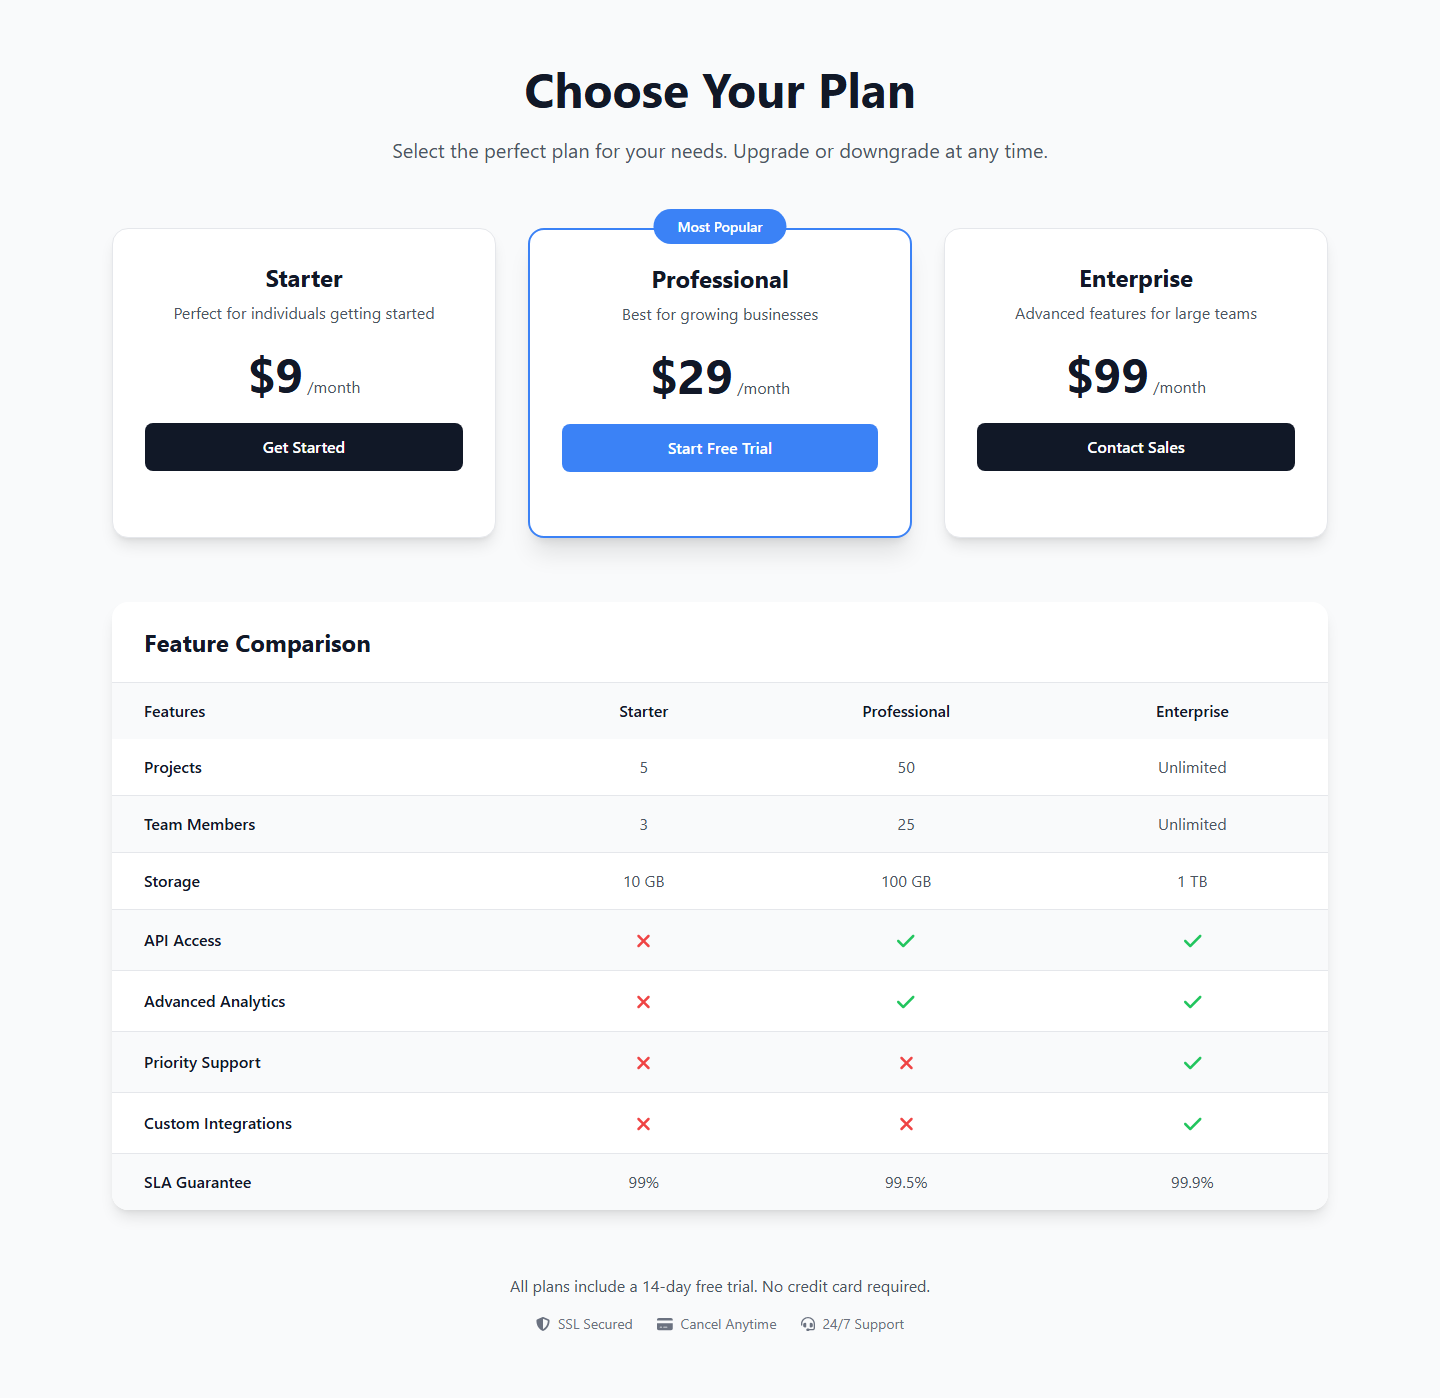 Choose Your Plan
Select the perfect plan for your needs. Upgrade or downgrade at any time.
Starter
Perfect for individuals getting started
$9 /month
Get Started
Most Popular
Professional
Best for growing businesses
$29 /month
Start Free Trial
Enterprise
Advanced features for large teams
$99 /month
Contact Sales
Feature Comparison
Features Starter Professional Enterprise
Projects 5 50 Unlimited
Team Members 3 25 Unlimited
Storage 10 GB 100 GB 1 TB
API Access
Advanced Analytics
Priority Support
Custom Integrations
SLA Guarantee 99% 99.5% 99.9%
All plans include a 14-day free trial. No credit card required.
SSL Secured Cancel Anytime 24/7 Support